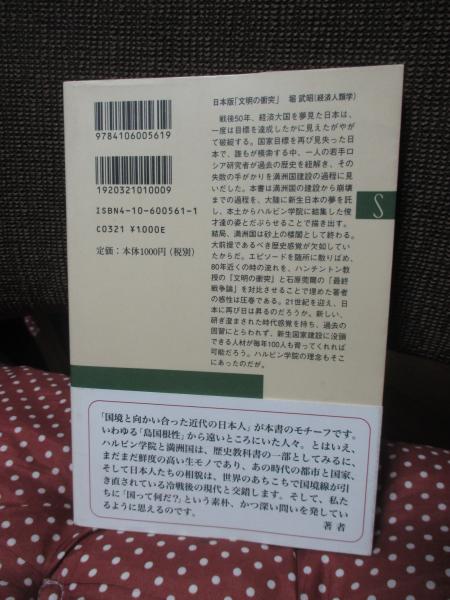 日本版「文明の衝突」　堀 武昭(経済人類学)
戦後50年、経済大国を夢見た日本は、
一度は目標を達成したかに見えたがやが
て破綻する。国家目標を再び見失った日
本で、誰もが模索する中、一人の若手ロ
シア研究者が過去の歴史を紐解き、その
失敗の手がかりを満洲国建設の過程に見
いだした。本書は満洲国の建設から崩壊
までの過程を、大陸に新生日本の夢を託
し、本土からハルビン学院に結集した俊
才達の姿とだぶらせることで描き出す。
結局、満洲国は砂上の楼閣として終わる。
大前提であるべき歴史感覚が欠如してい
たからだ。エピソードを随所に散りばめ、
80年近くの時の流れを、ハンチントン教
授の『文明の衝突』と石原莞爾の『最終
戦争論』を対比させることで埋めた著者
の感性は圧巻である。21世紀を迎え、日
本に再び日は昇るのだろうか。新しい、
研ぎ澄まされた時代感覚を持ち、過去の
因習にとらわれず、新生国家建設に没頭
できる人材が毎年100人も育ってくれれば
可能だろう。ハルビン学院の理念もそこ
にあったのだが。
9784106005619
1920321010009
ISBN4-10-600561-1
C0321 ¥1000E
定価：本体1000円(税別)
S
「国境と向かい合った近代の日本人」が本書のモチーフです。
いわゆる「島国根性」から遠いところにいた人々。とはいえ、
ハルビン学院と満洲国は、歴史教科書の一部としてみるに、
まだまだ鮮度の高い生モノであり、あの時代の都市と国家、
そして日本人たちの相貌は、世界のあちこちで国境線が引
き直されている冷戦後の現代と交錯します。そして、私た
ちに「国って何だ?」という素朴、かつ深い問いを発してい
るように思えるのです。
著 者